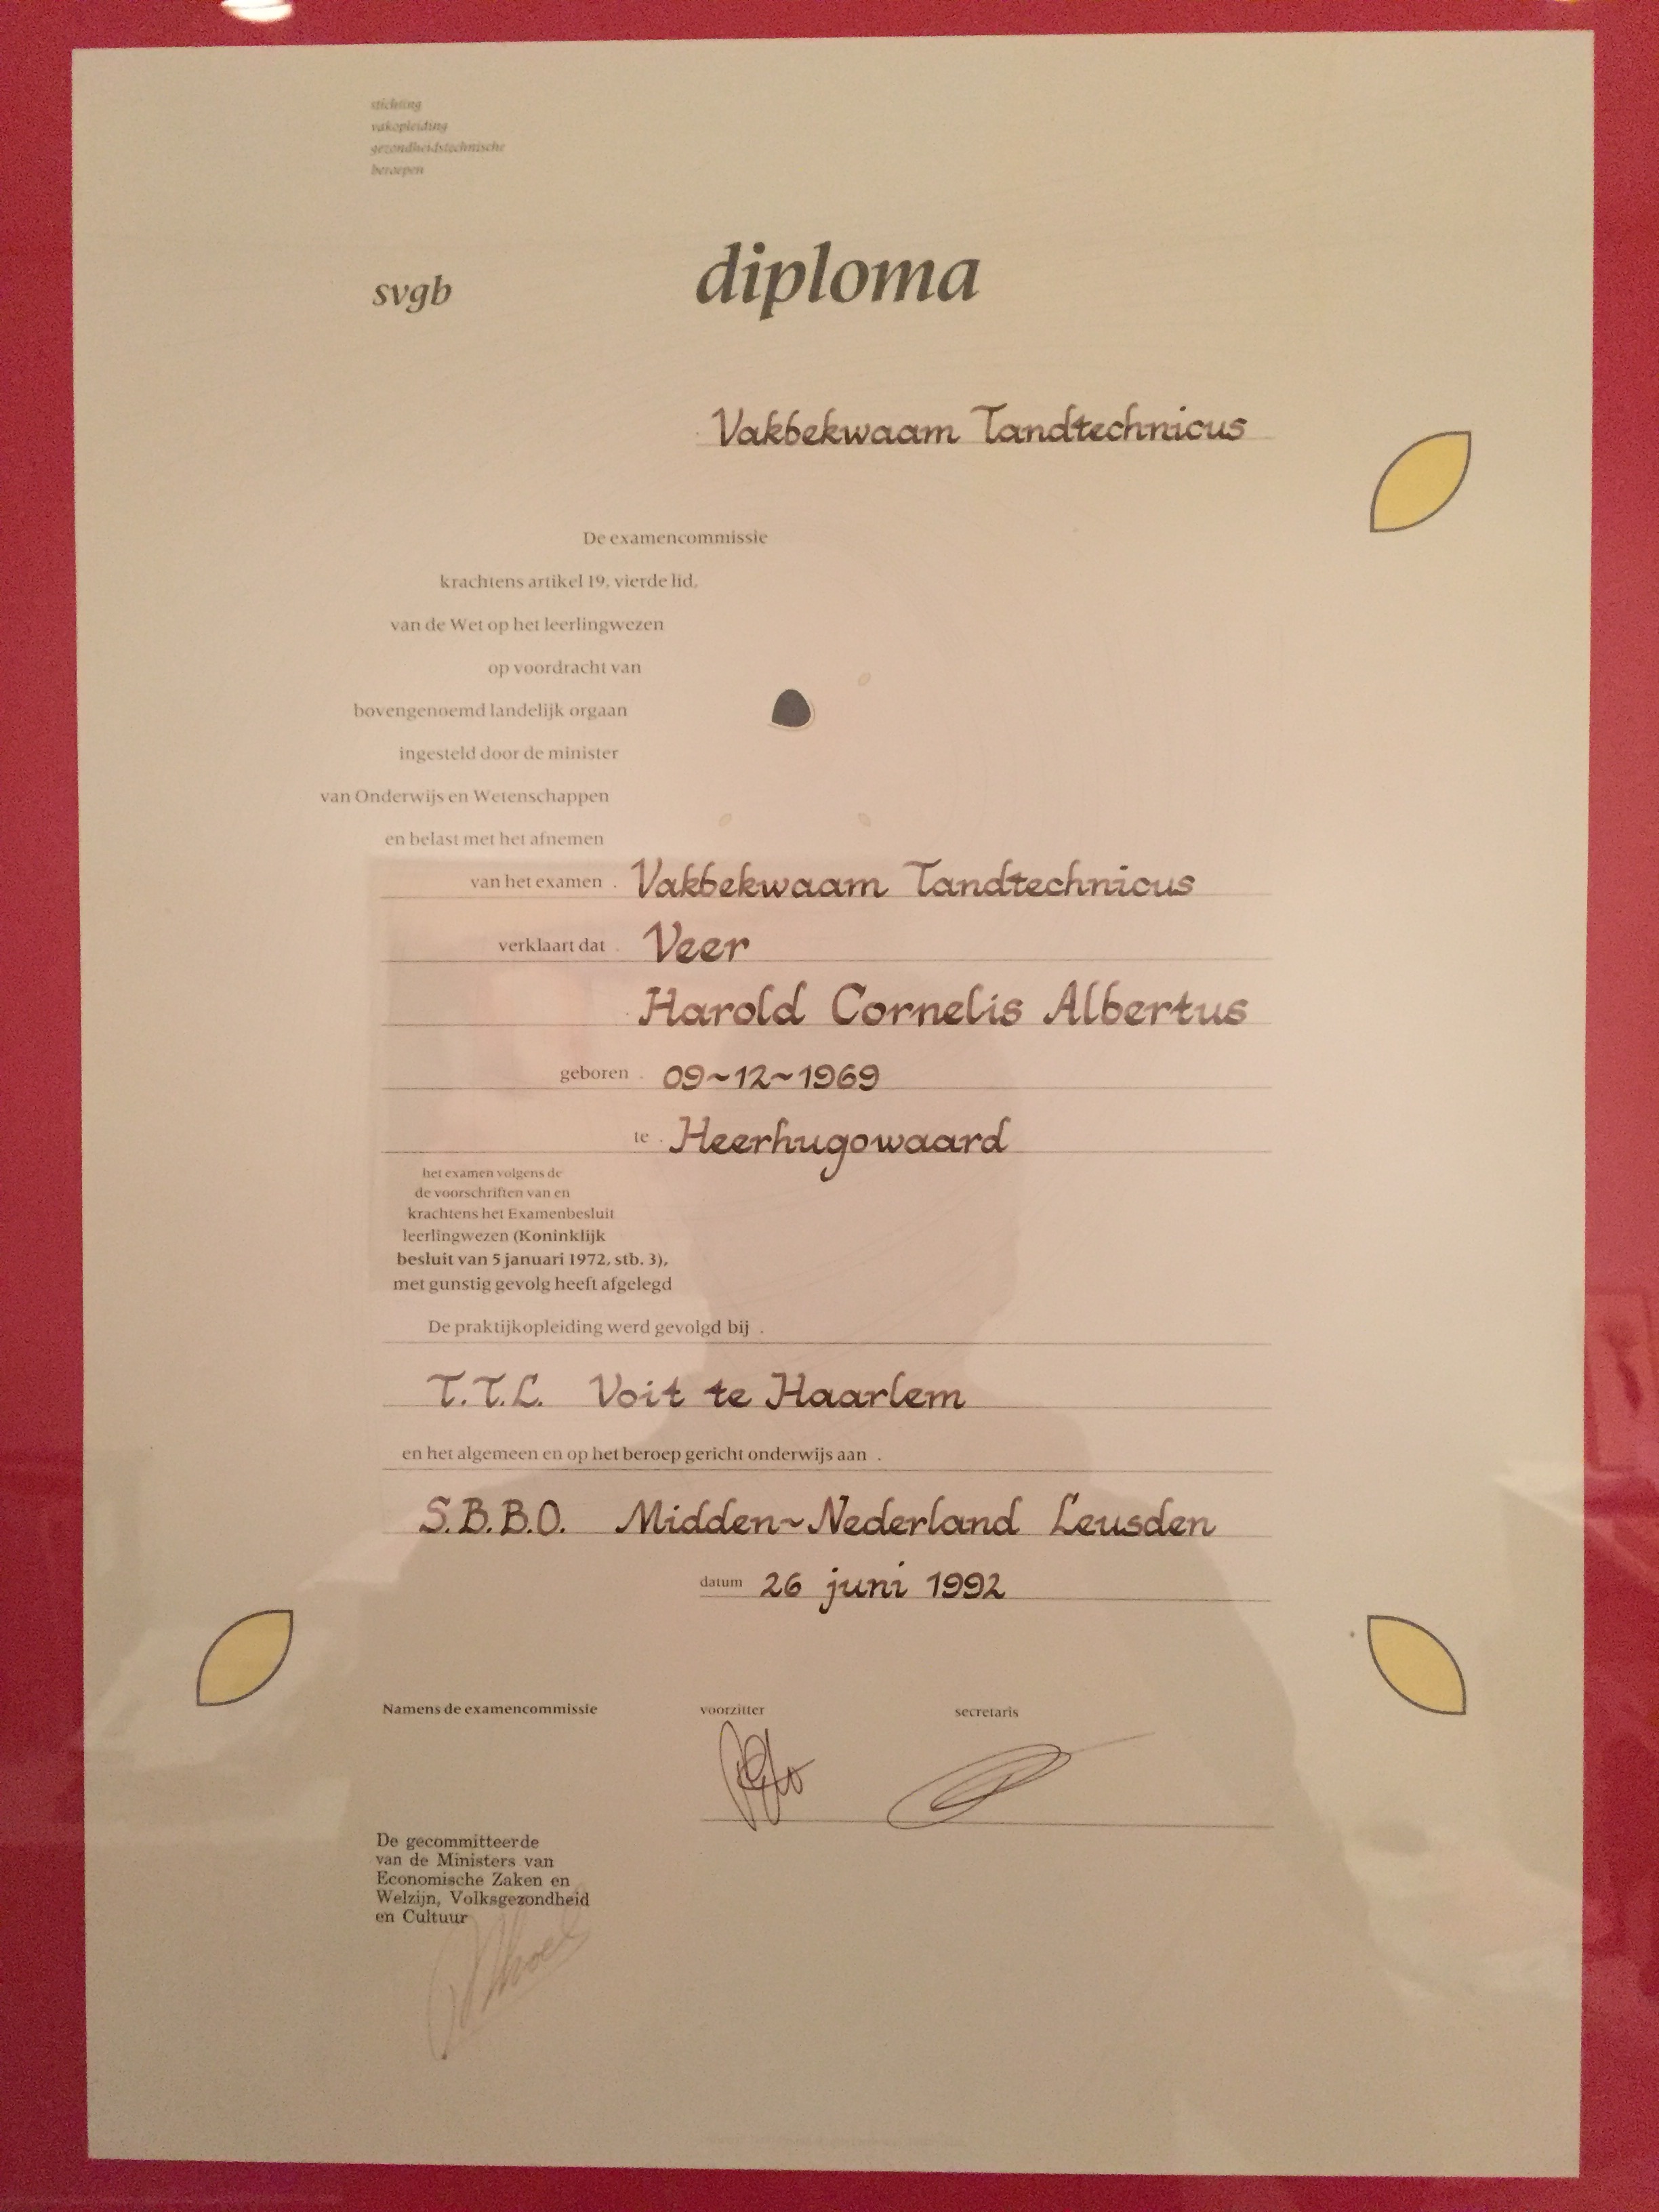 stichting
vakopleiding
gezondheidstechnische
beroepen
svgb
diploma
Vakbekwaam Tandtechnicus
De examencommissie
krachtens artikel 19, vierde lid,
van de Wet op het leerlingwezen
op voordracht van
bovengenoemd landelijk orgaan
ingesteld door de minister
van Onderwijs en Wetenschappen
en belast met het afnemen
van het examen . Vakbekwaam Tandtechnicus
verklaart dat . Veer
Harold Cornelis Albertus
geboren . 09~12~1969
te . Heerhugowaard
het examen volgens de
de voorschriften van en
krachtens het Examenbesluit
leerlingwezen (Koninklijk
besluit van 5 januari 1972, stb. 3),
met gunstig gevolg heeft afgelegd
De praktijkopleiding werd gevolgd bij .
T.T.L. Voit te Haarlem
en het algemeen en op het beroep gericht onderwijs aan .
S.B.B.O. Midden~Nederland Leusden
datum 26 juni 1992
Namens de examencommissie
voorzitter
secretaris
De gecommitteerde
van de Ministers van
Economische Zaken en
Welzijn, Volksgezondheid
en Cultuur